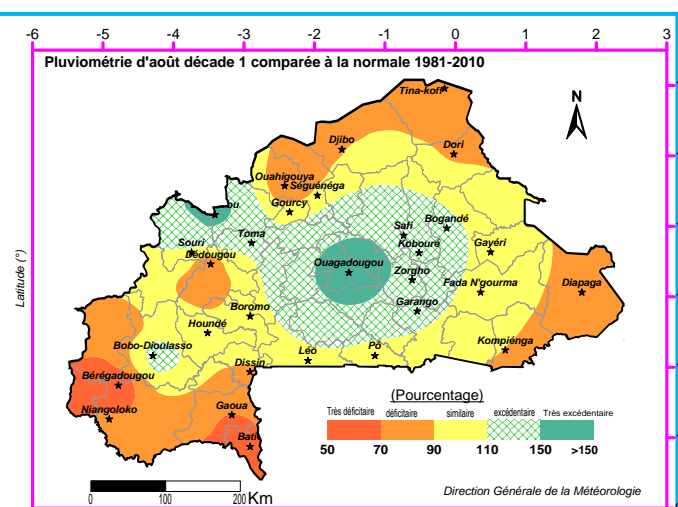 -6 -5 -4 -3 -2 -1 0 1 2 3
Pluviométrie d'août décade 1 comparée à la normale 1981-2010
Tina-koff
N
Djibo
Dori
Ouahigouya
Séguénéga
Gourcy
Bogandé
Safi
Toma
Souri
Kobouré
Gayéri
Dédougou
Ouagadougou
Zorgho
Fada N'gourma
Diapaga
Latitude (°)
Garango
Boromo
Houndé
Bobo-Dioulasso
Léo
Pô
Kompiénga
Dissin
Bérégadougou
Niangoloko
Gaoua
Bati
(Pourcentage)
Très déficitaire déficitaire similaire excédentaire Très excédentaire
50 70 90 110 150 >150
0 100 200 Km
Direction Générale de la Météorologie